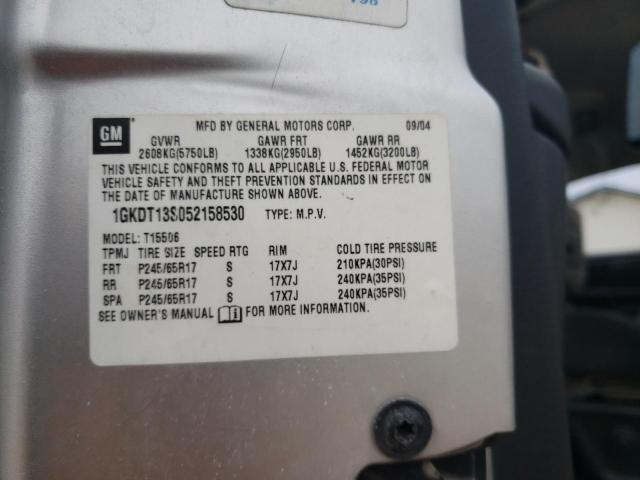 GM
MFD BY GENERAL MOTORS CORP. 09/04
GVWR GAWR FRT GAWR RR
2608KG(5750LB) 1338KG(2950LB) 1452KG(3200LB)
THIS VEHICLE CONFORMS TO ALL APPLICABLE U.S. FEDERAL MOTOR
VEHICLE SAFETY AND THEFT PREVENTION STANDARDS IN EFFECT ON
THE DATE OF MANUFACTURE SHOWN ABOVE.
1GKDT13S052158530 TYPE: M.P.V.
MODEL: T15506
TPMJ TIRE SIZE SPEED RTG RIM COLD TIRE PRESSURE
FRT P245/65R17 S 17X7J 210KPA(30PSI)
RR P245/65R17 S 17X7J 240KPA(35PSI)
SPA P245/65R17 S 17X7J 240KPA(35PSI)
SEE OWNER'S MANUAL FOR MORE INFORMATION.